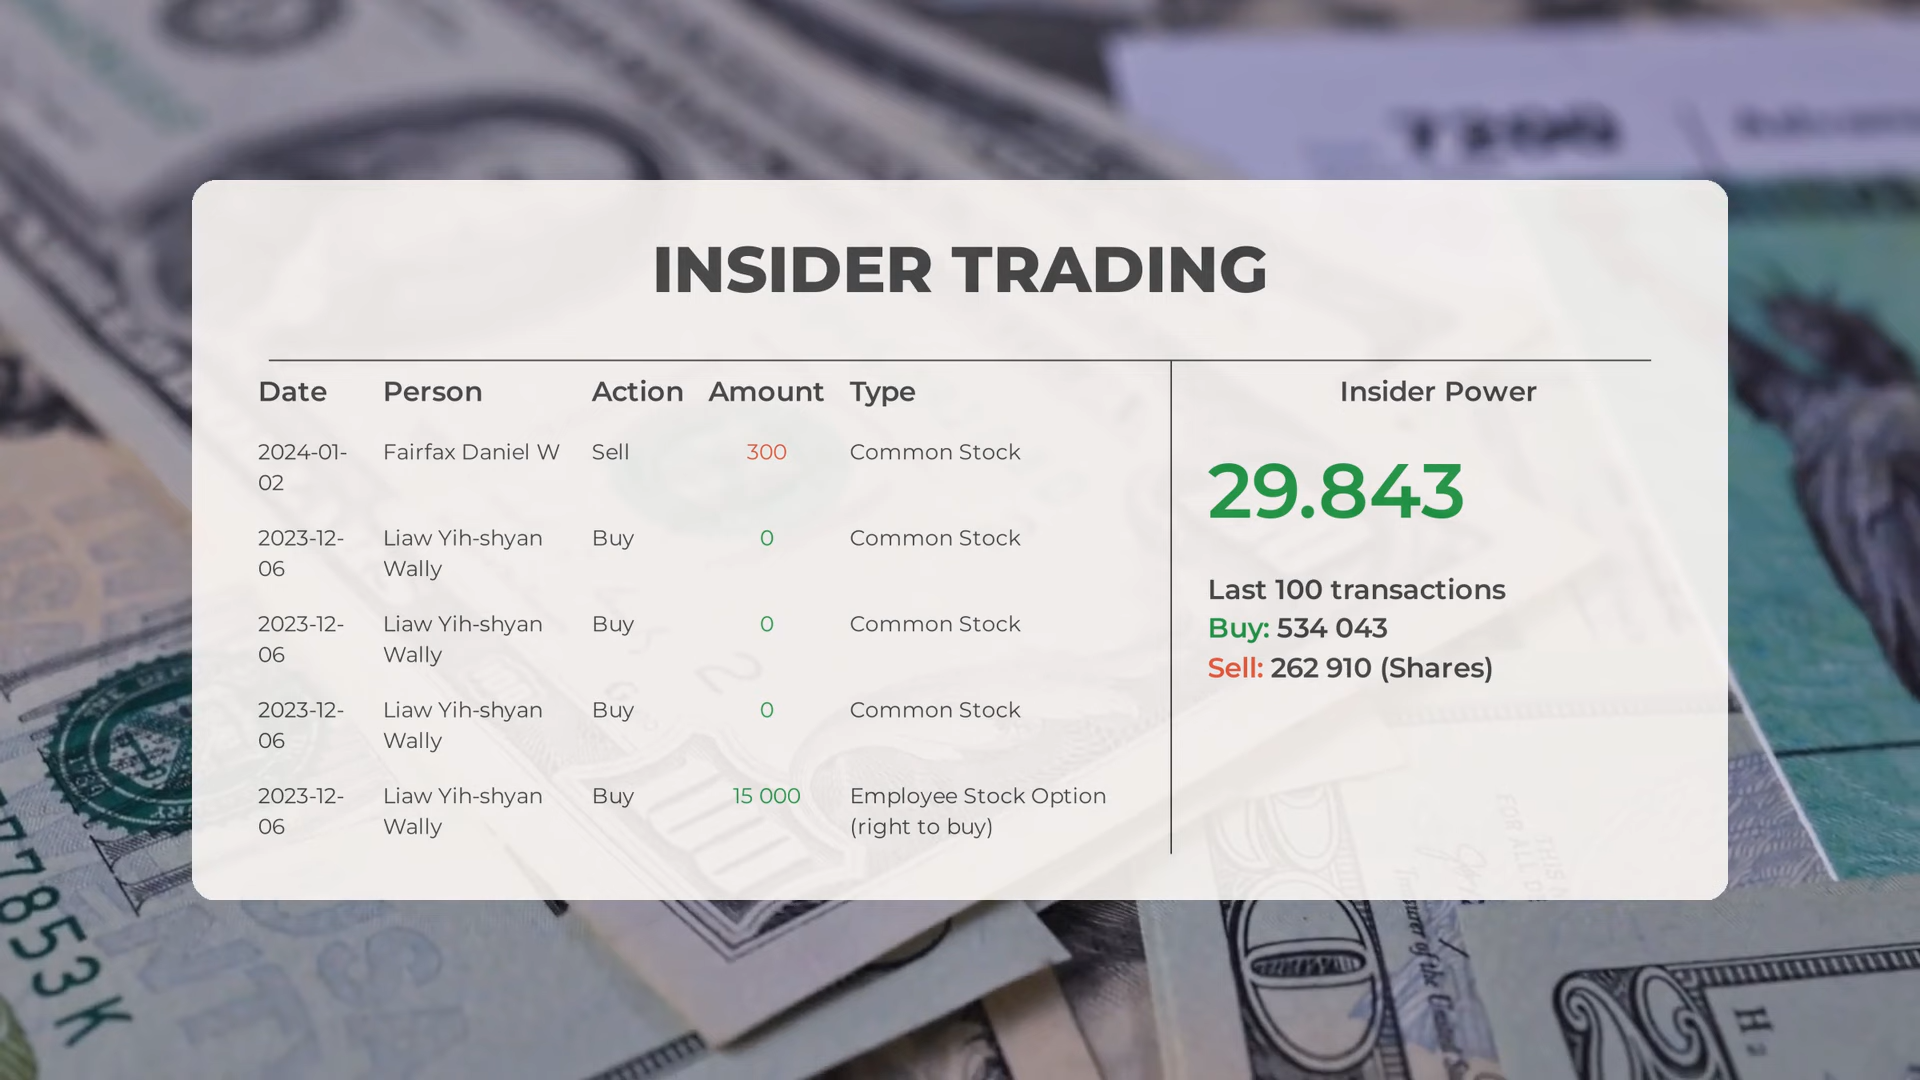 INSIDER TRADING
Date Person Action Amount Type
2024-01- Fairfax Daniel W Sell 300 Common Stock
02
2023-12- Liaw Yih-shyan Buy 0 Common Stock
06 Wally
2023-12- Liaw Yih-shyan Buy 0 Common Stock
06 Wally
2023-12- Liaw Yih-shyan Buy 0 Common Stock
06 Wally
2023-12- Liaw Yih-shyan Buy 15 000 Employee Stock Option
06 Wally (right to buy)
Insider Power
29.843
Last 100 transactions
Buy: 534 043
Sell: 262 910 (Shares)
77853K